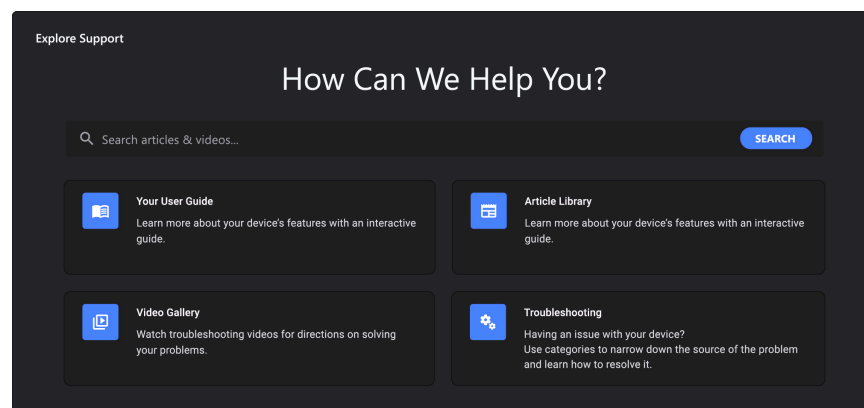 Explore Support
How Can We Help You?
Search articles & videos...
SEARCH
Your User Guide
Learn more about your device's features with an interactive
guide.
Article Library
Learn more about your device's features with an interactive
guide.
Video Gallery
Watch troubleshooting videos for directions on solving
your problems.
Troubleshooting
Having an issue with your device?
Use categories to narrow down the source of the problem
and learn how to resolve it.